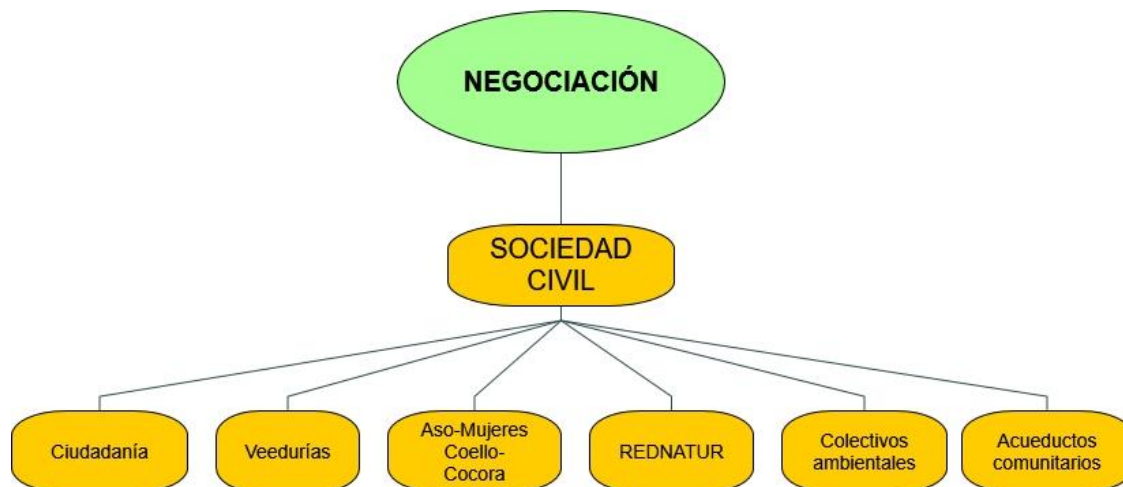 NEGOCIACIÓN
SOCIEDAD
CIVIL
Ciudadanía
Veedurías
Aso-Mujeres
Coello-
Cocora
REDNATUR
Colectivos
ambientales
Acueductos
comunitarios